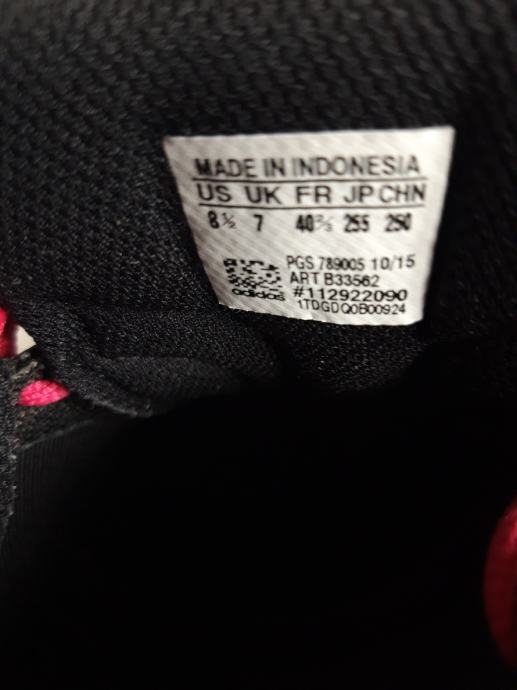 MADE IN INDONESIA
US UK FR JP CHN
8½ 7 40⅔ 255 250
PGS 789005 10/15
ART B33562
#112922090
adidas
1TDGDQ0B00924